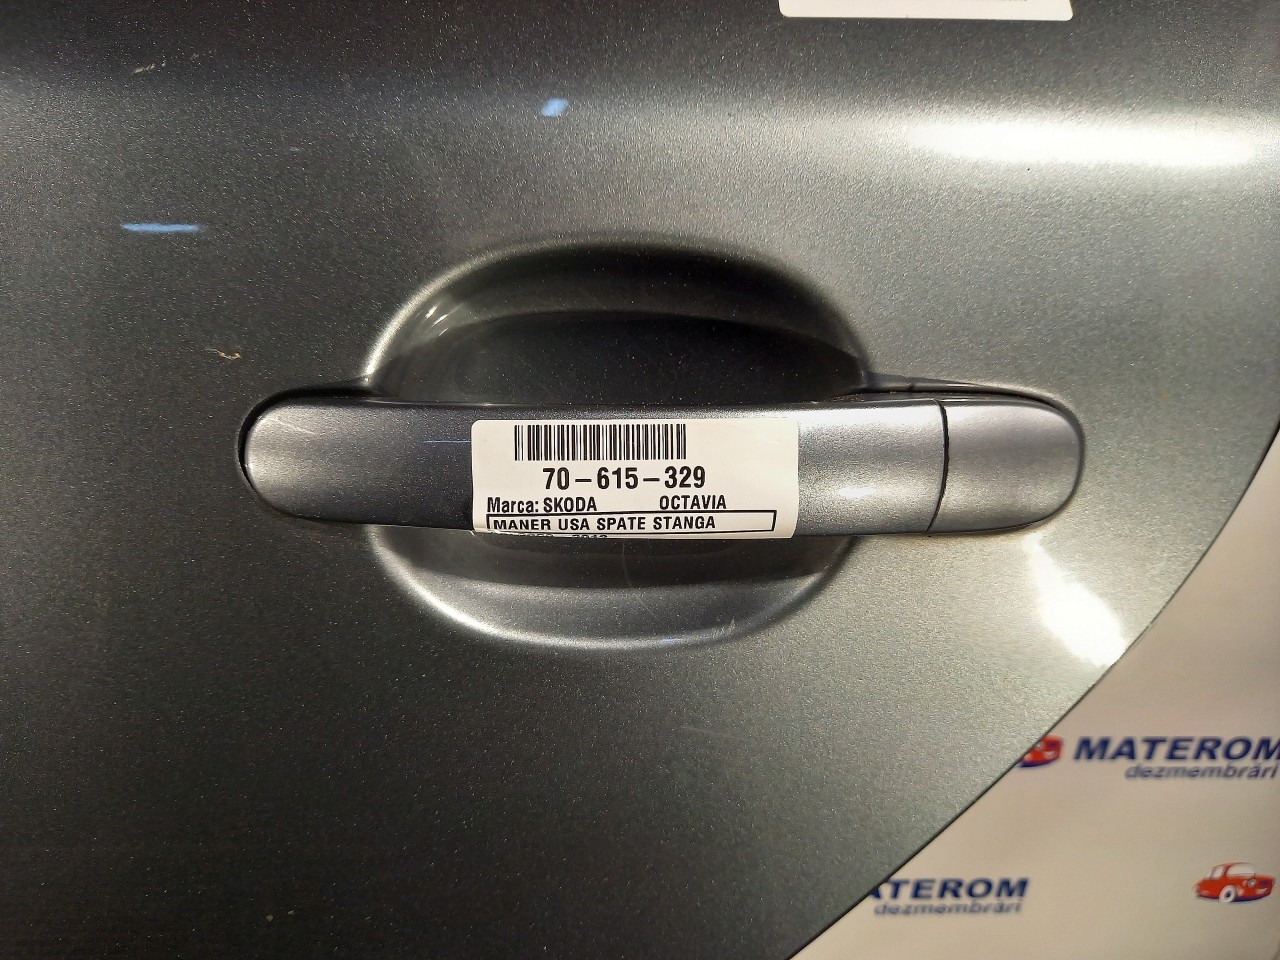 70-615-329
Marca: SKODA OCTAVIA
MANER USA SPATE STANGA
MATEROM
dezmembrări
MATEROM
dezmembrări